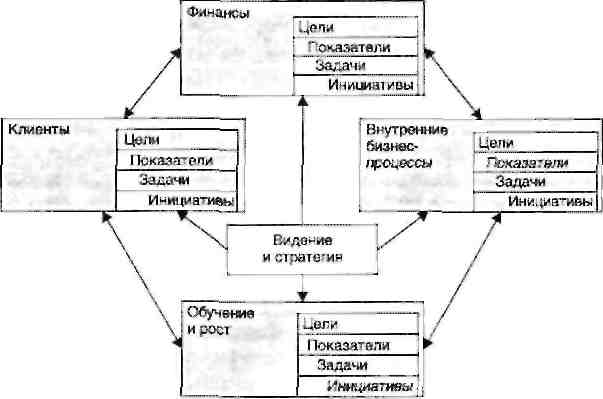 Финансы
Цели
Показатели
Задачи
Инициативы
Клиенты
Цели
Показатели
Задачи
Инициативы
Внутренние
бизнес-
процессы
Цели
Показатели
Задачи
Инициативы
Видение
и стратегия
Обучение
и рост
Цели
Показатели
Задачи
Инициативы